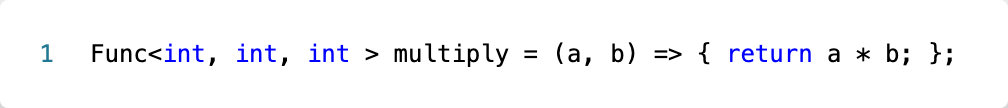 1 Func<int, int, int > multiply = (a, b) => { return a * b; };